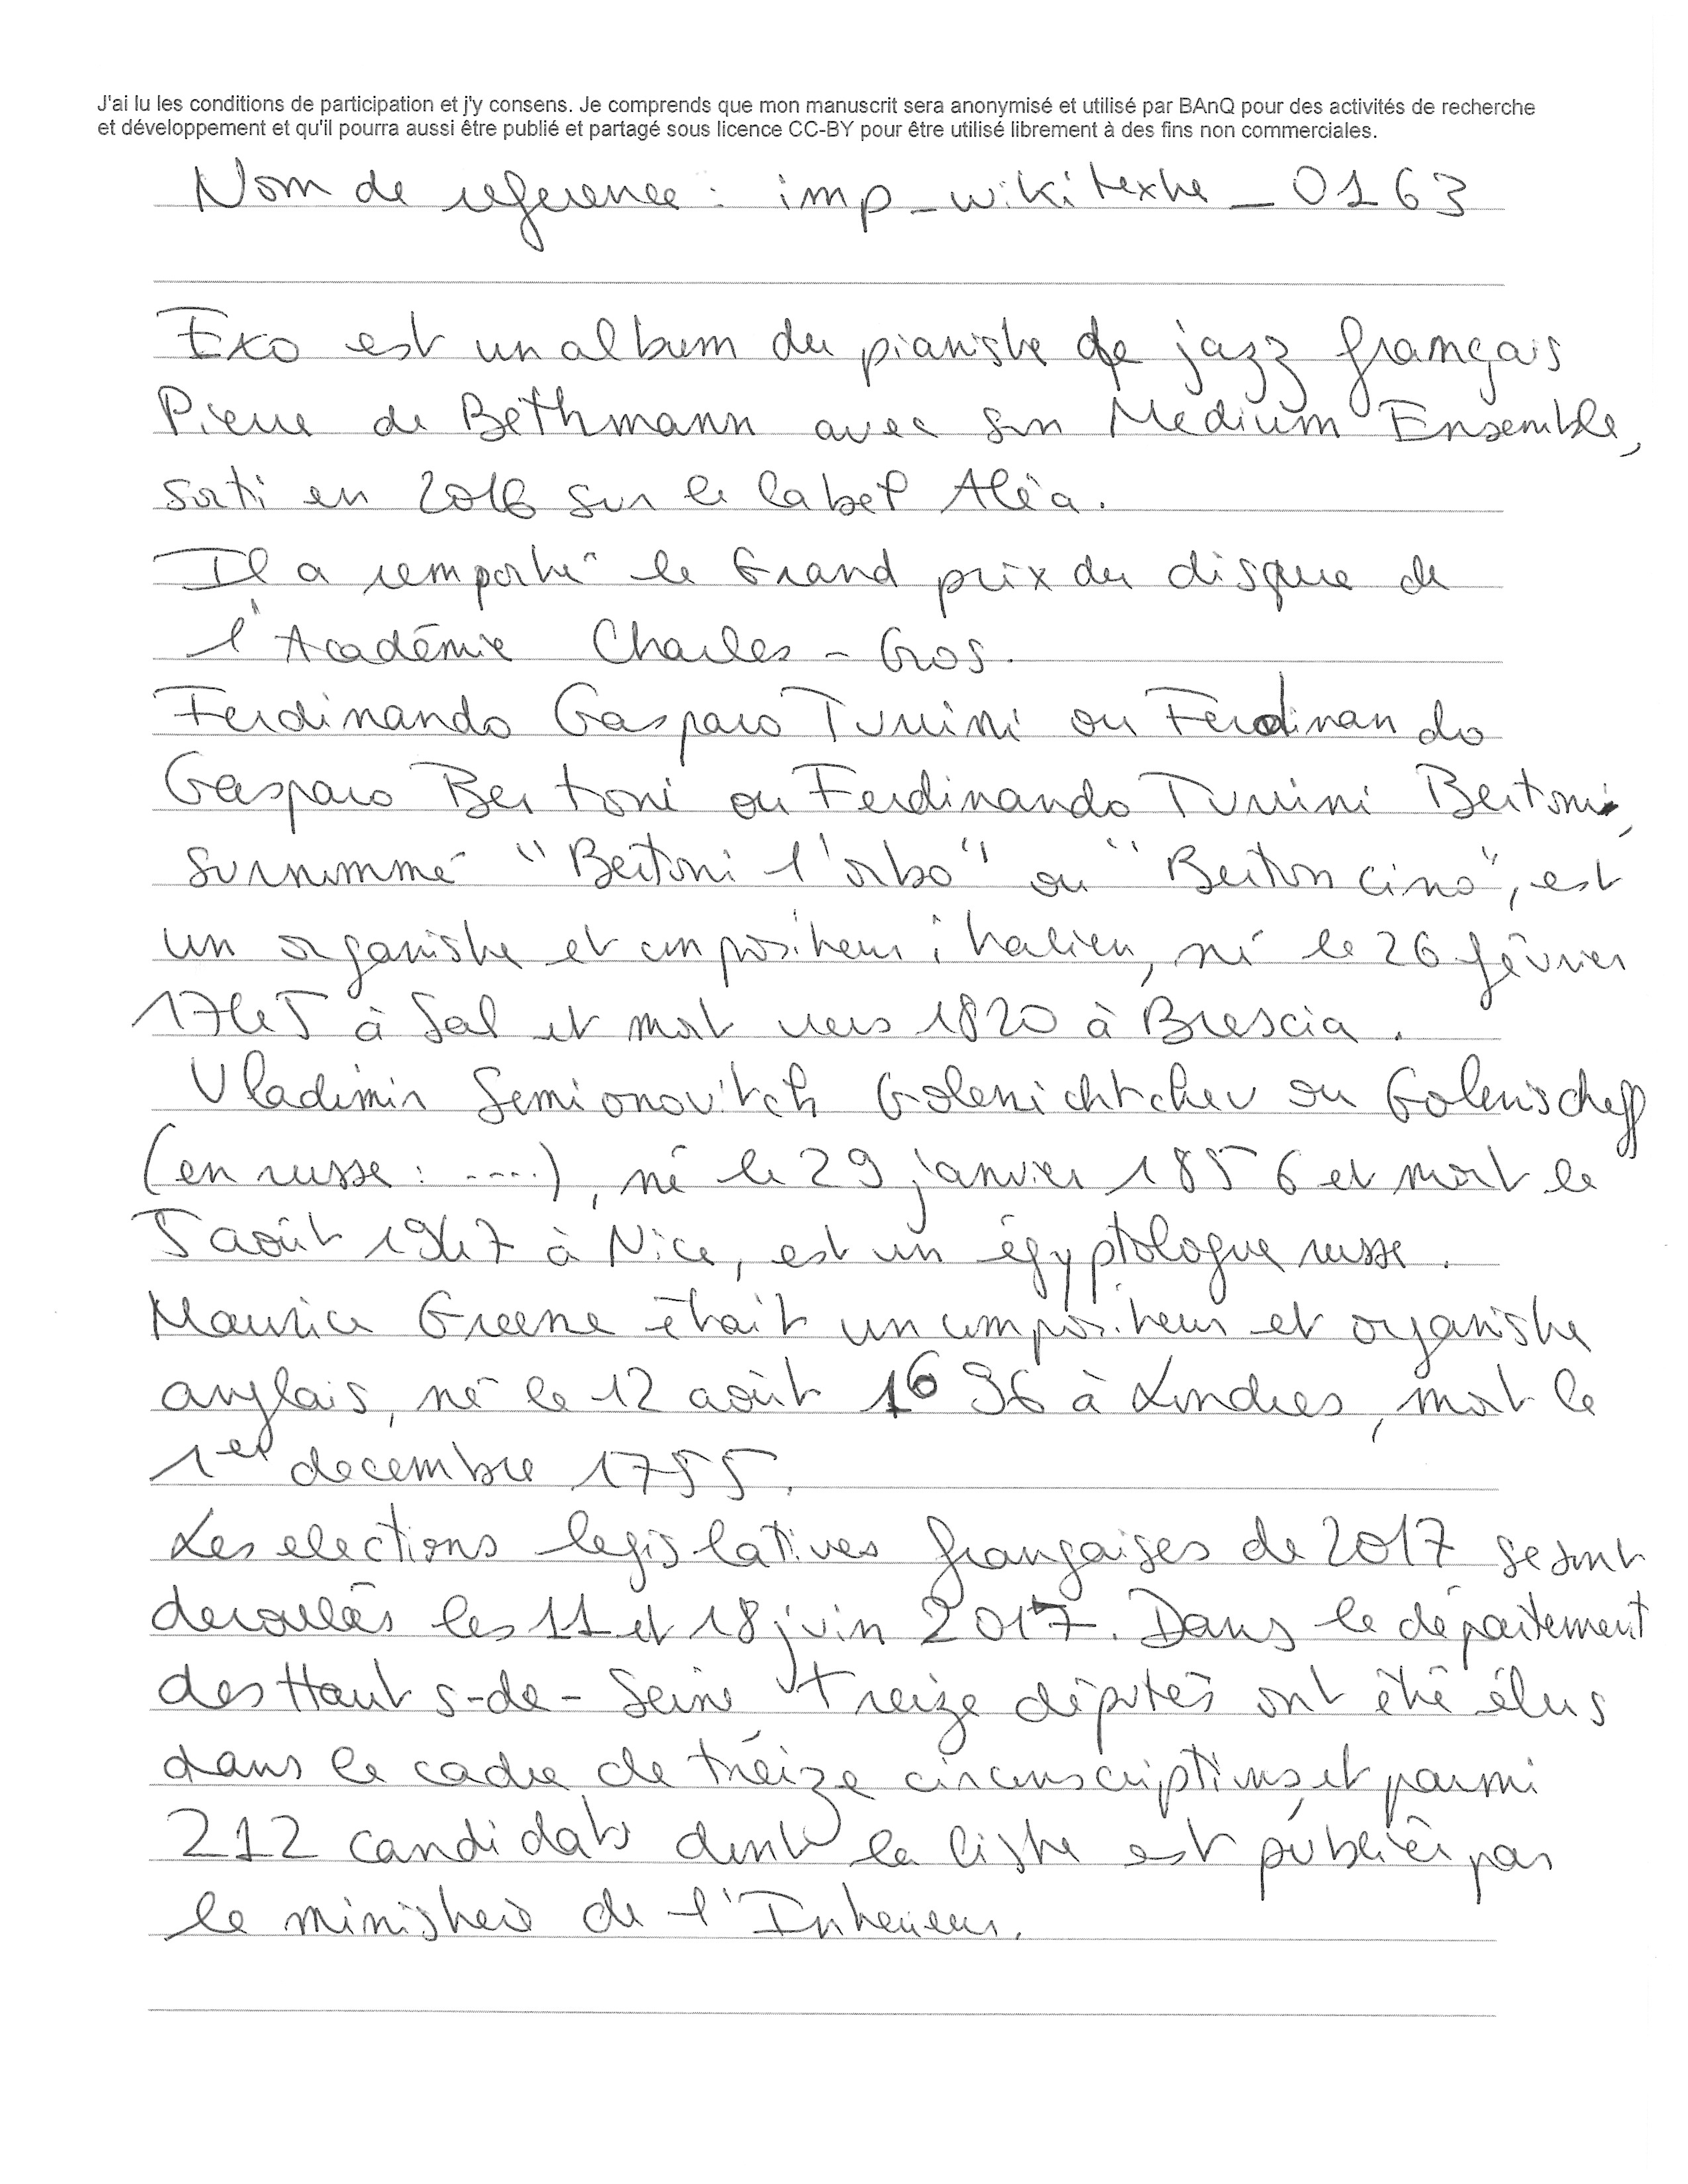 J'ai lu les conditions de participation et j'y consens. Je comprends que mon manuscrit sera anonymisé et utilisé par BAnQ pour des activités de recherche
et développement et qu'il pourra aussi être publié et partagé sous licence CC-BY pour être utilisé librement à des fins non commerciales.
Nom de reference : imp_wikitexte_0163
Exo est un album du pianiste de jazz français
Pierre de Bethmann avec son Medium Ensemble,
sorti en 2016 sur le label Aléa.
Il a remporté le Grand prix du disque de
l'Académie Charles-Cros.
Ferdinando Gasparo Turrini ou Ferdinando
Gasparo Bertoni ou Ferdinando Turrini Bertoni,
surnommé "Bertoni l'orbo" ou "Bertoncino", est
un organiste et compositeur italien, né le 26 février
1745 à Salò et mort vers 1820 à Brescia.
Vladimir Semionovitch Golenichtchev ou Golenischeff
(en russe : ....), né le 29 janvier 1856 et mort le
5 août 1947 à Nice, est un égyptologue russe.
Maurice Greene était un compositeur et organiste
anglais, né le 12 août 1696 à Londres, mort le
1er decembre 1755.
Les elections legislatives françaises de 2017 se sont
deroulés les 11 et 18 juin 2017. Dans le département
des Hauts-de-Seine treize députés ont été élus
dans le cadre de treize circonscriptions, et parmi
212 candidats dont la liste est publiée par
le ministère de l'Interieur.